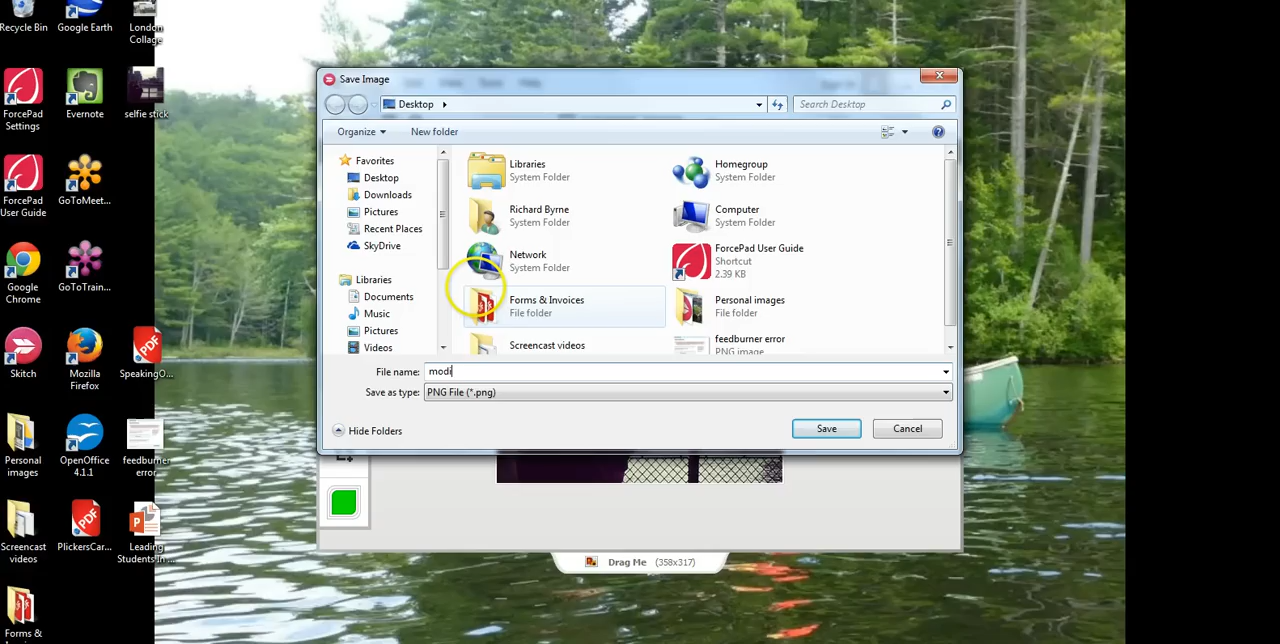 Recycle Bin
Google Earth
London
Collage
ForcePad
Settings
Evernote
selfie stick
ForcePad
User Guide
GoToMeet...
Google
Chrome
GoToTrain...
Skitch
Mozilla
Firefox
SpeakingO...
Personal
images
OpenOffice
4.1.1
feedburner
error
Screencast
videos
PlickersCar...
Leading
Students In ...
Forms &
Save Image
Desktop
Search Desktop
Organize
New folder
Favorites
Desktop
Downloads
Pictures
Recent Places
SkyDrive
Libraries
Documents
Music
Pictures
Videos
Libraries
System Folder
Homegroup
System Folder
Richard Byrne
System Folder
Computer
System Folder
Network
System Folder
ForcePad User Guide
Shortcut
2.39 KB
Forms & Invoices
File folder
Personal images
File folder
Screencast videos
feedburner error
PNG image
File name: modi
Save as type: PNG File (*.png)
Hide Folders
Save
Cancel
Drag Me (358x317)